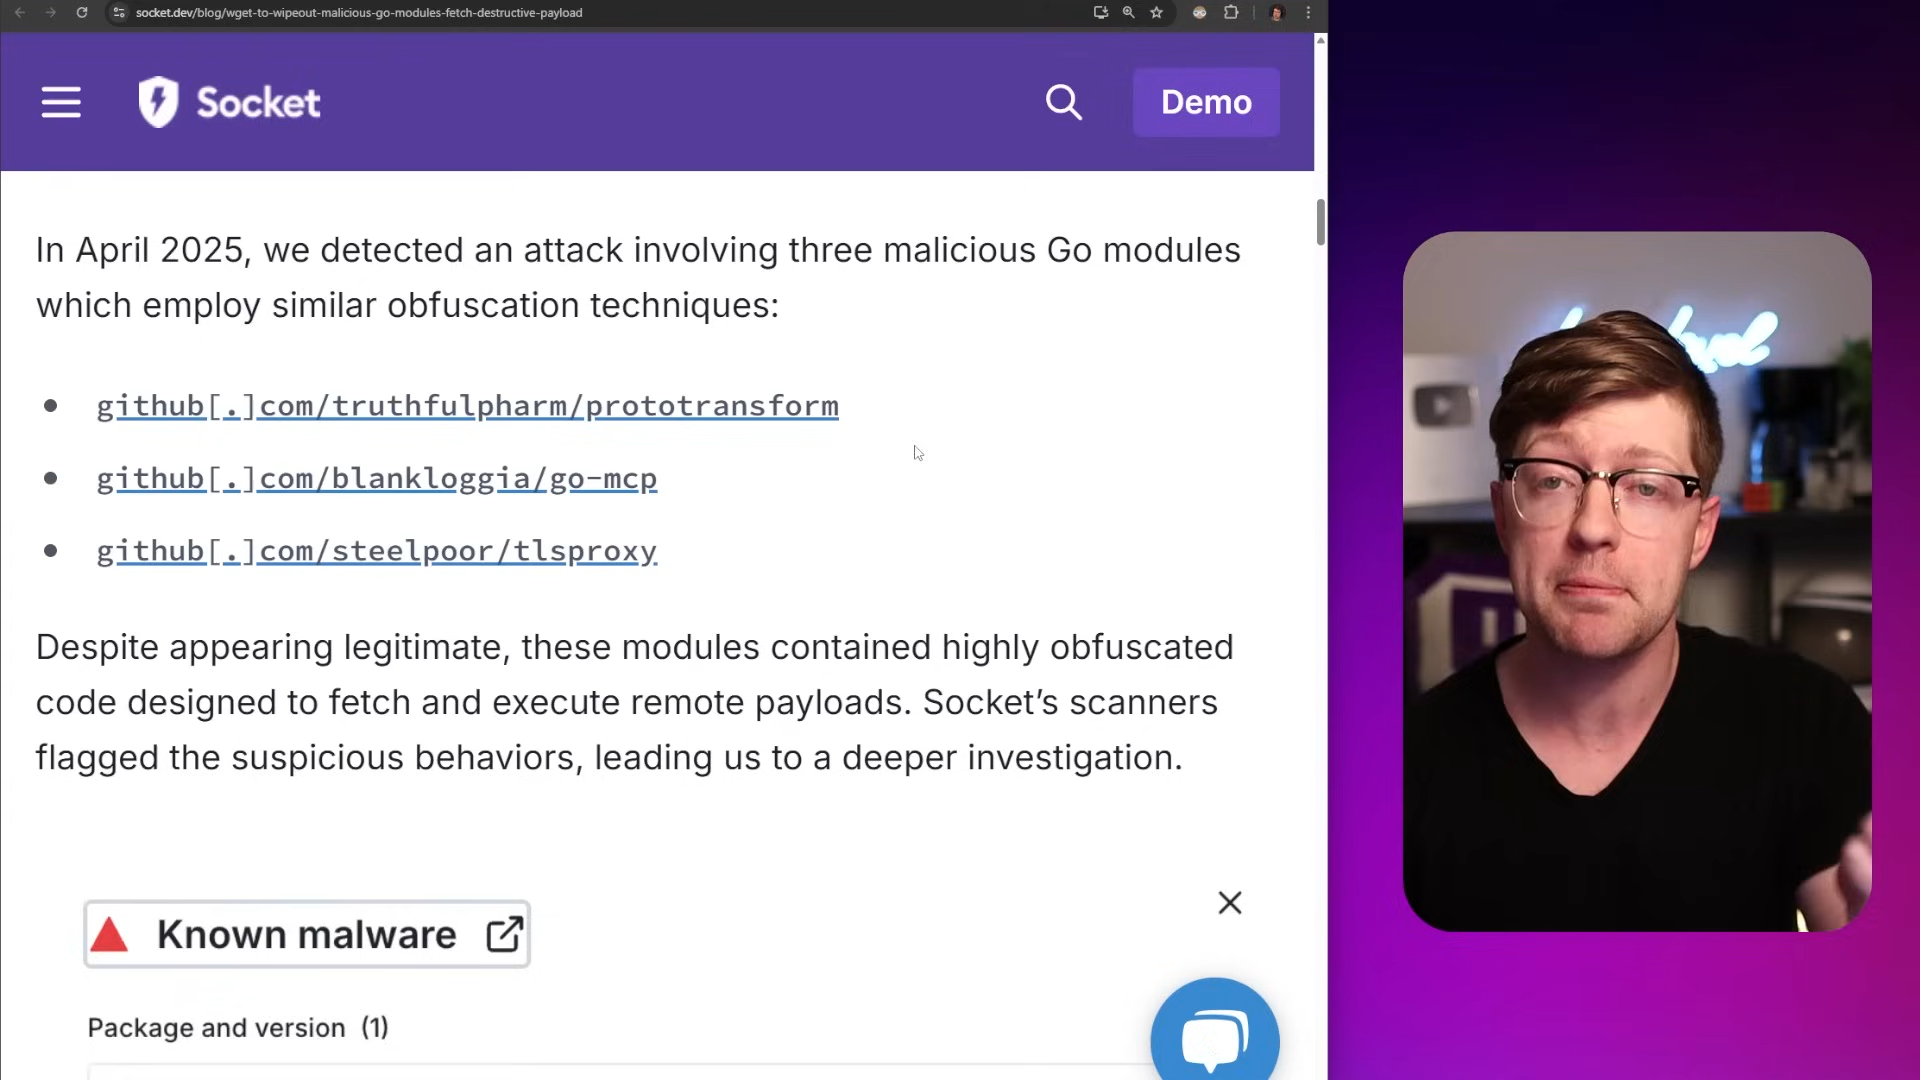 socket.dev/blog/wget-to-wipeout-malicious-go-modules-fetch-destructive-payload
Socket
Demo
In April 2025, we detected an attack involving three malicious Go modules
which employ similar obfuscation techniques:
github[.]com/truthfulpharm/prototransform
github[.]com/blankloggia/go-mcp
github[.]com/steelpoor/tlsproxy
Despite appearing legitimate, these modules contained highly obfuscated
code designed to fetch and execute remote payloads. Socket’s scanners
flagged the suspicious behaviors, leading us to a deeper investigation.
Known malware
Package and version (1)